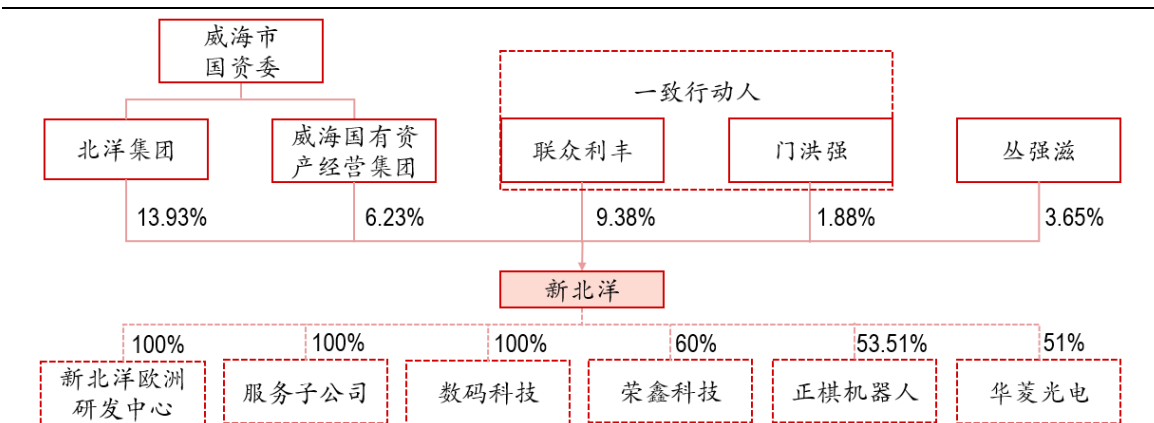 威海市
国资委
一致行动人
北洋集团
威海国有资
产经营集团
联众利丰
门洪强
丛强滋
13.93%
6.23%
9.38%
1.88%
3.65%
新北洋
100%
100%
100%
60%
53.51%
51%
新北洋欧洲
研发中心
服务子公司
数码科技
荣鑫科技
正棋机器人
华菱光电